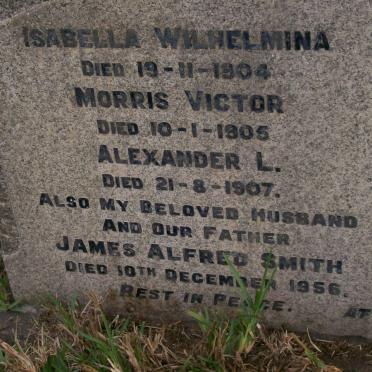 ISABELLA WILHELMINA
DIED 19-11-1904
MORRIS VICTOR
DIED 10-1-1905
ALEXANDER L.
DIED 21-8-1907.
ALSO MY BELOVED HUSBAND
AND OUR FATHER
JAMES ALFRED SMITH
DIED 10TH DECEMBER 1956.
REST IN PEACE.